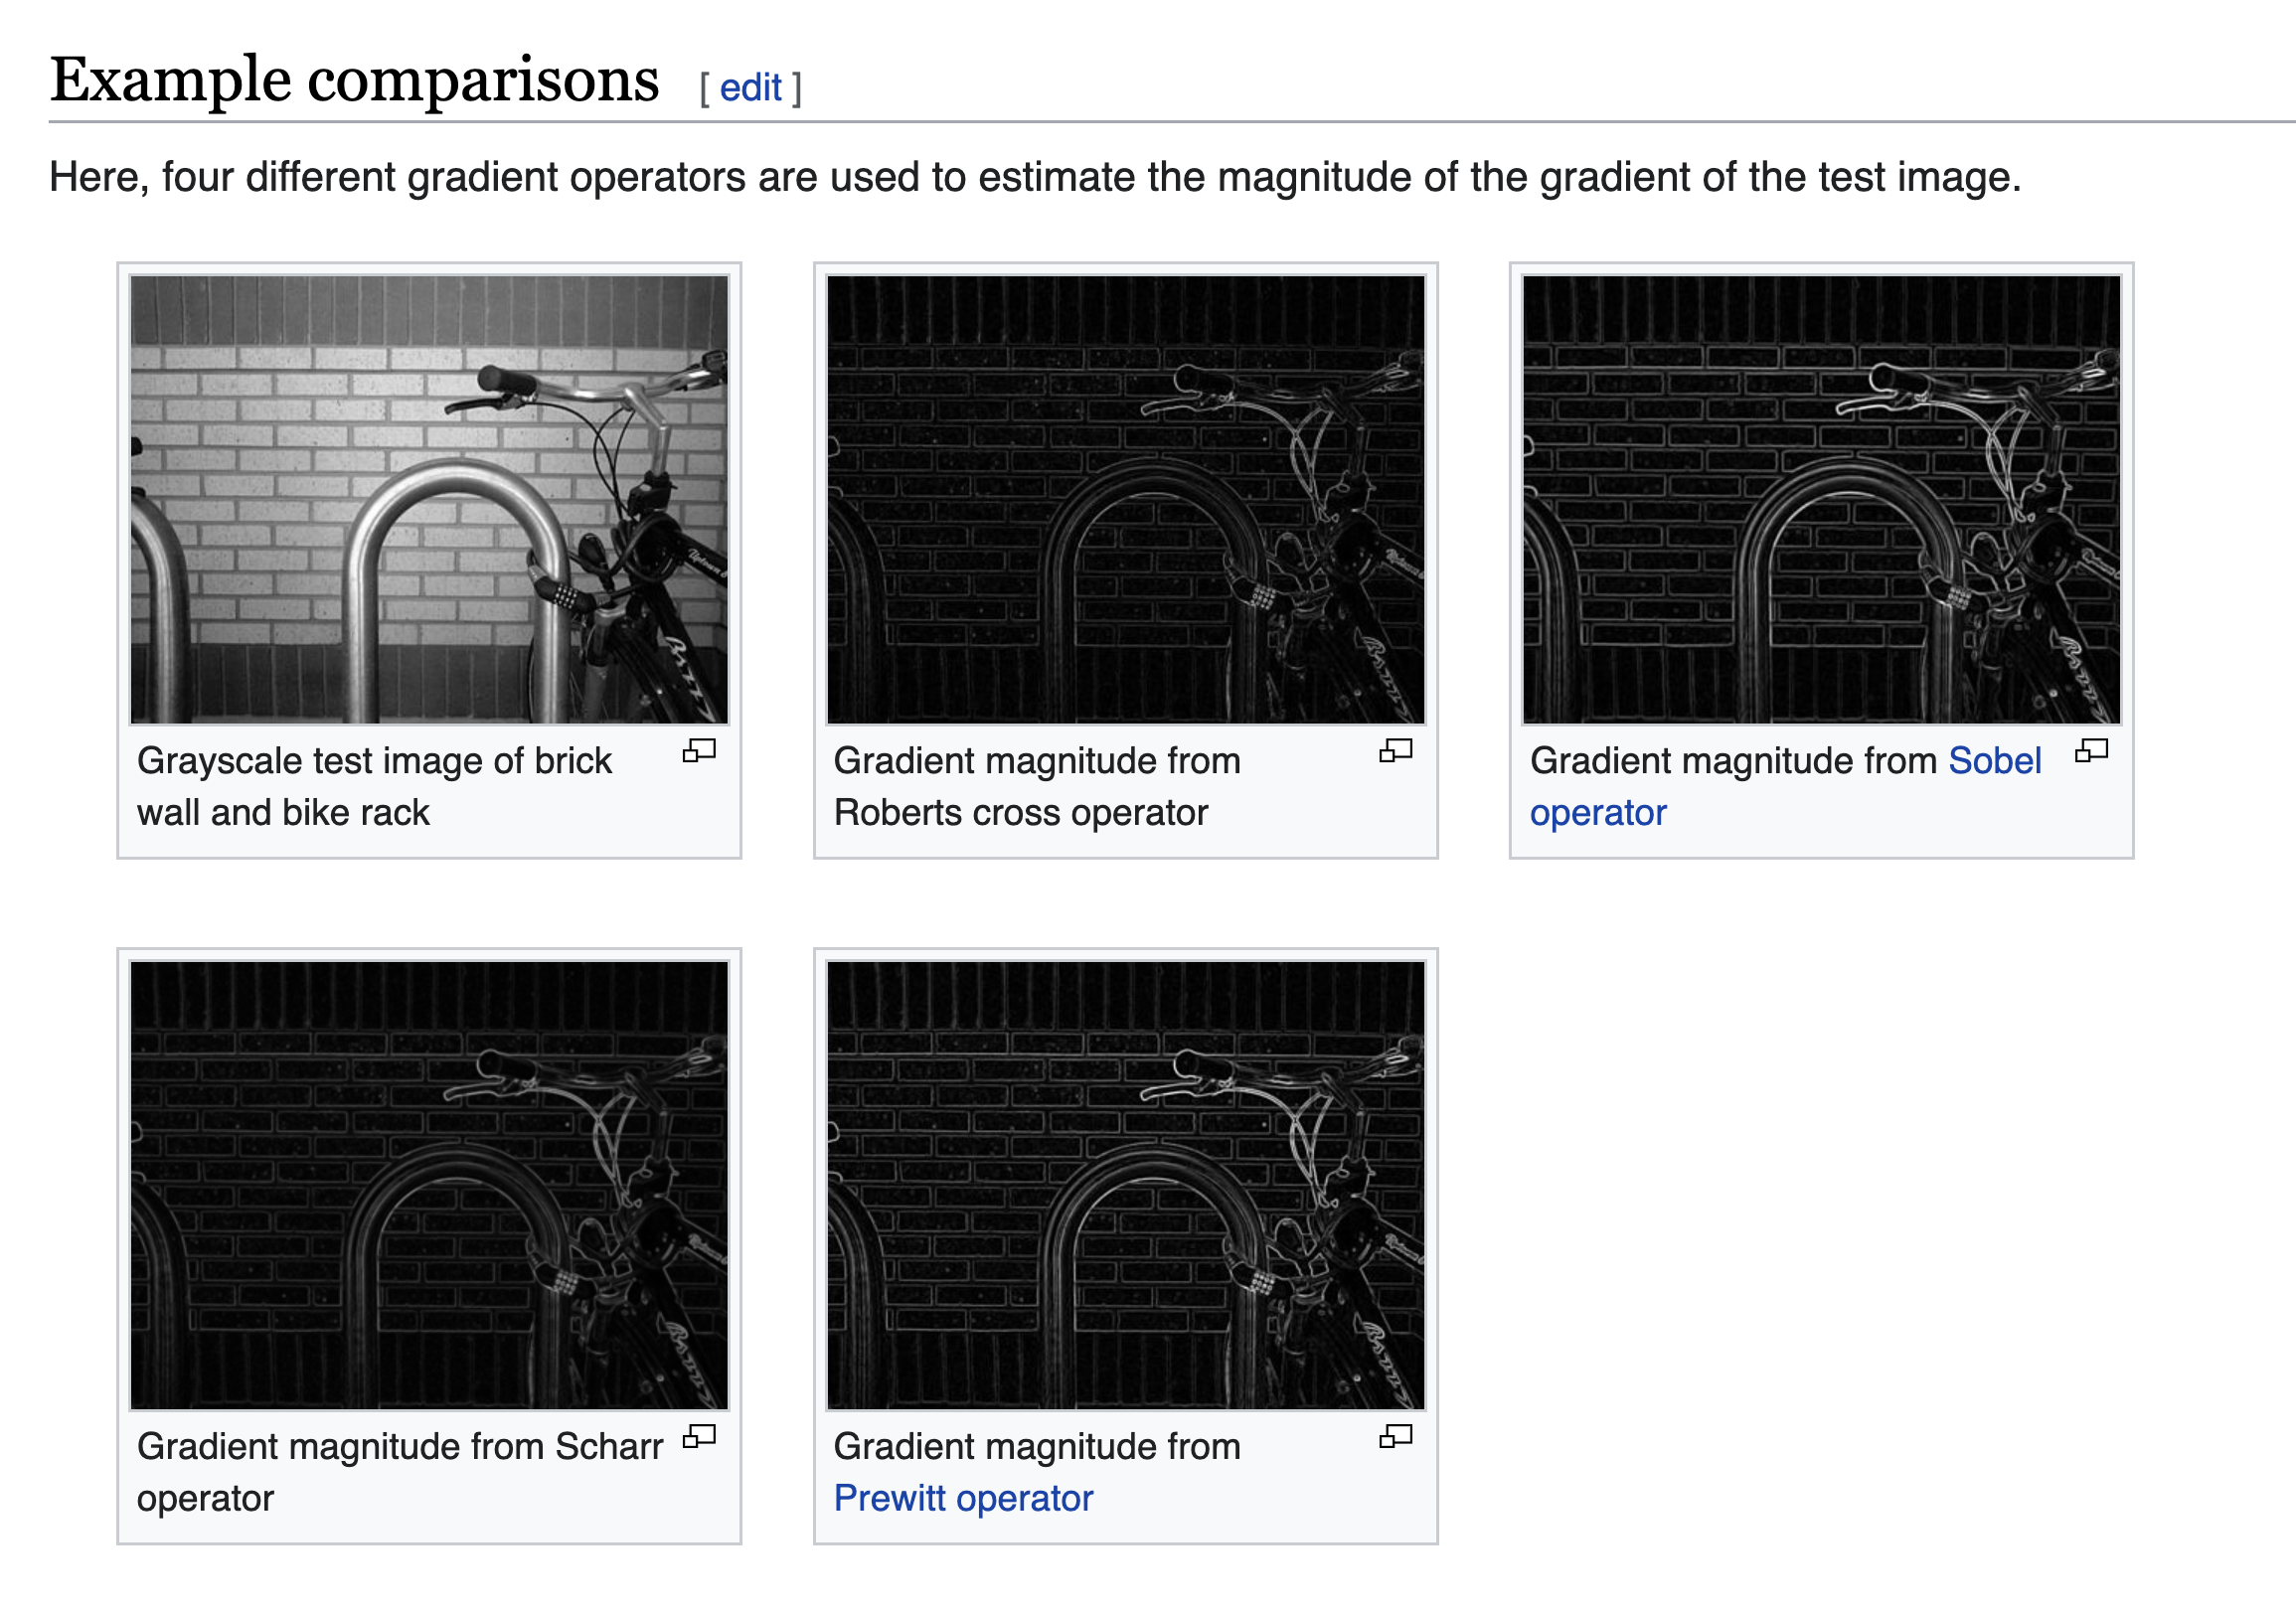 Example comparisons [ edit ]
Here, four different gradient operators are used to estimate the magnitude of the gradient of the test image.
Grayscale test image of brick
wall and bike rack
Gradient magnitude from
Roberts cross operator
Gradient magnitude from Sobel
operator
Gradient magnitude from Scharr
operator
Gradient magnitude from
Prewitt operator